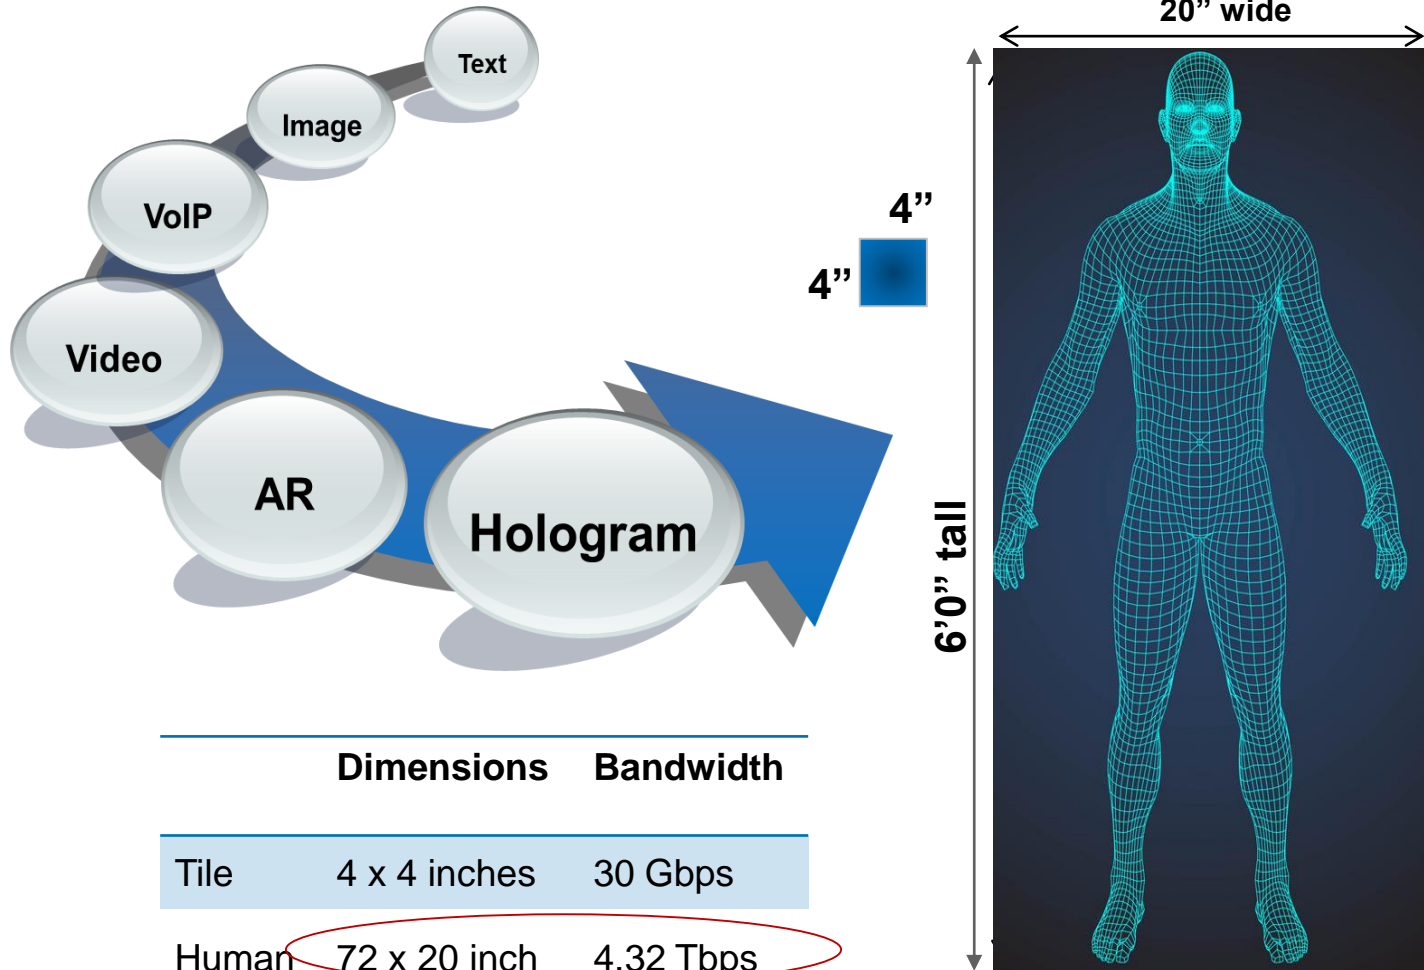 20” wide
Text
Image
VoIP
4”
4”
Video
AR
Hologram
6’0” tall
Dimensions Bandwidth
Tile 4 x 4 inches 30 Gbps
Human 72 x 20 inch 4.32 Tbps